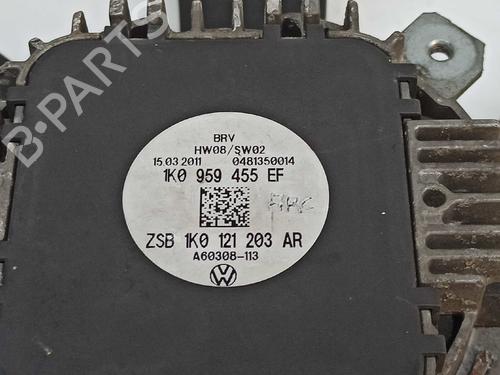 B-PARTS
BRV
HW08/SW02
15.03.2011 0481350014
1K0 959 455 EF
ZSB 1K0 121 203 AR
A60308-113